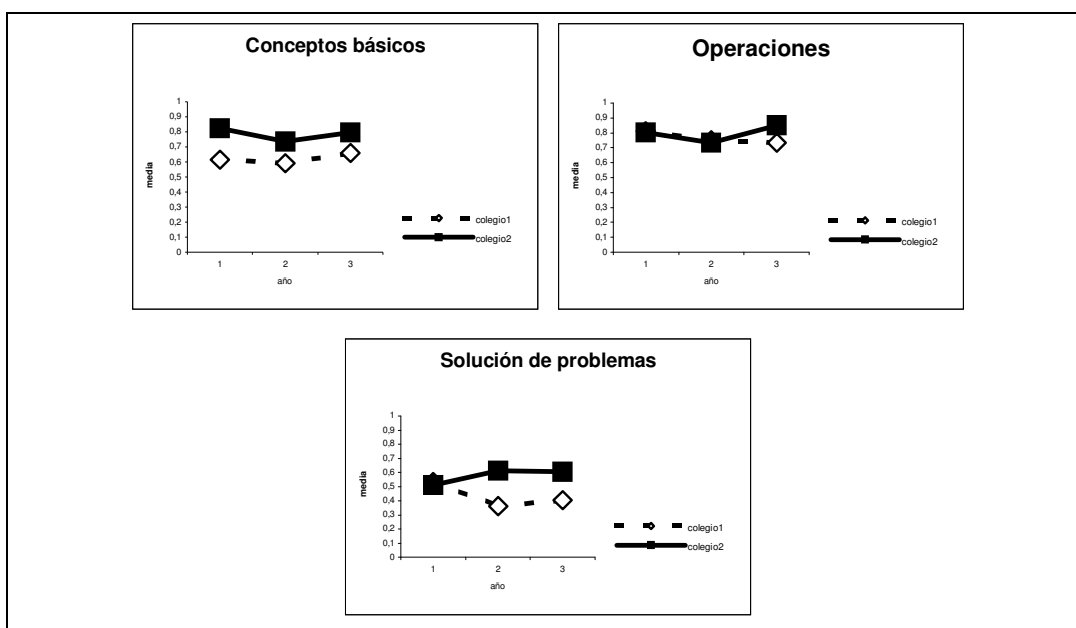 Conceptos básicos
media
1
0,9
0,8
0,7
0,6
0,5
0,4
0,3
0,2
0,1
0
1 2 3
año
colegio1
colegio2
Operaciones
media
1
0,9
0,8
0,7
0,6
0,5
0,4
0,3
0,2
0,1
0
1 2 3
año
colegio1
colegio2
Solución de problemas
media
1
0,9
0,8
0,7
0,6
0,5
0,4
0,3
0,2
0,1
0
1 2 3
año
colegio1
colegio2